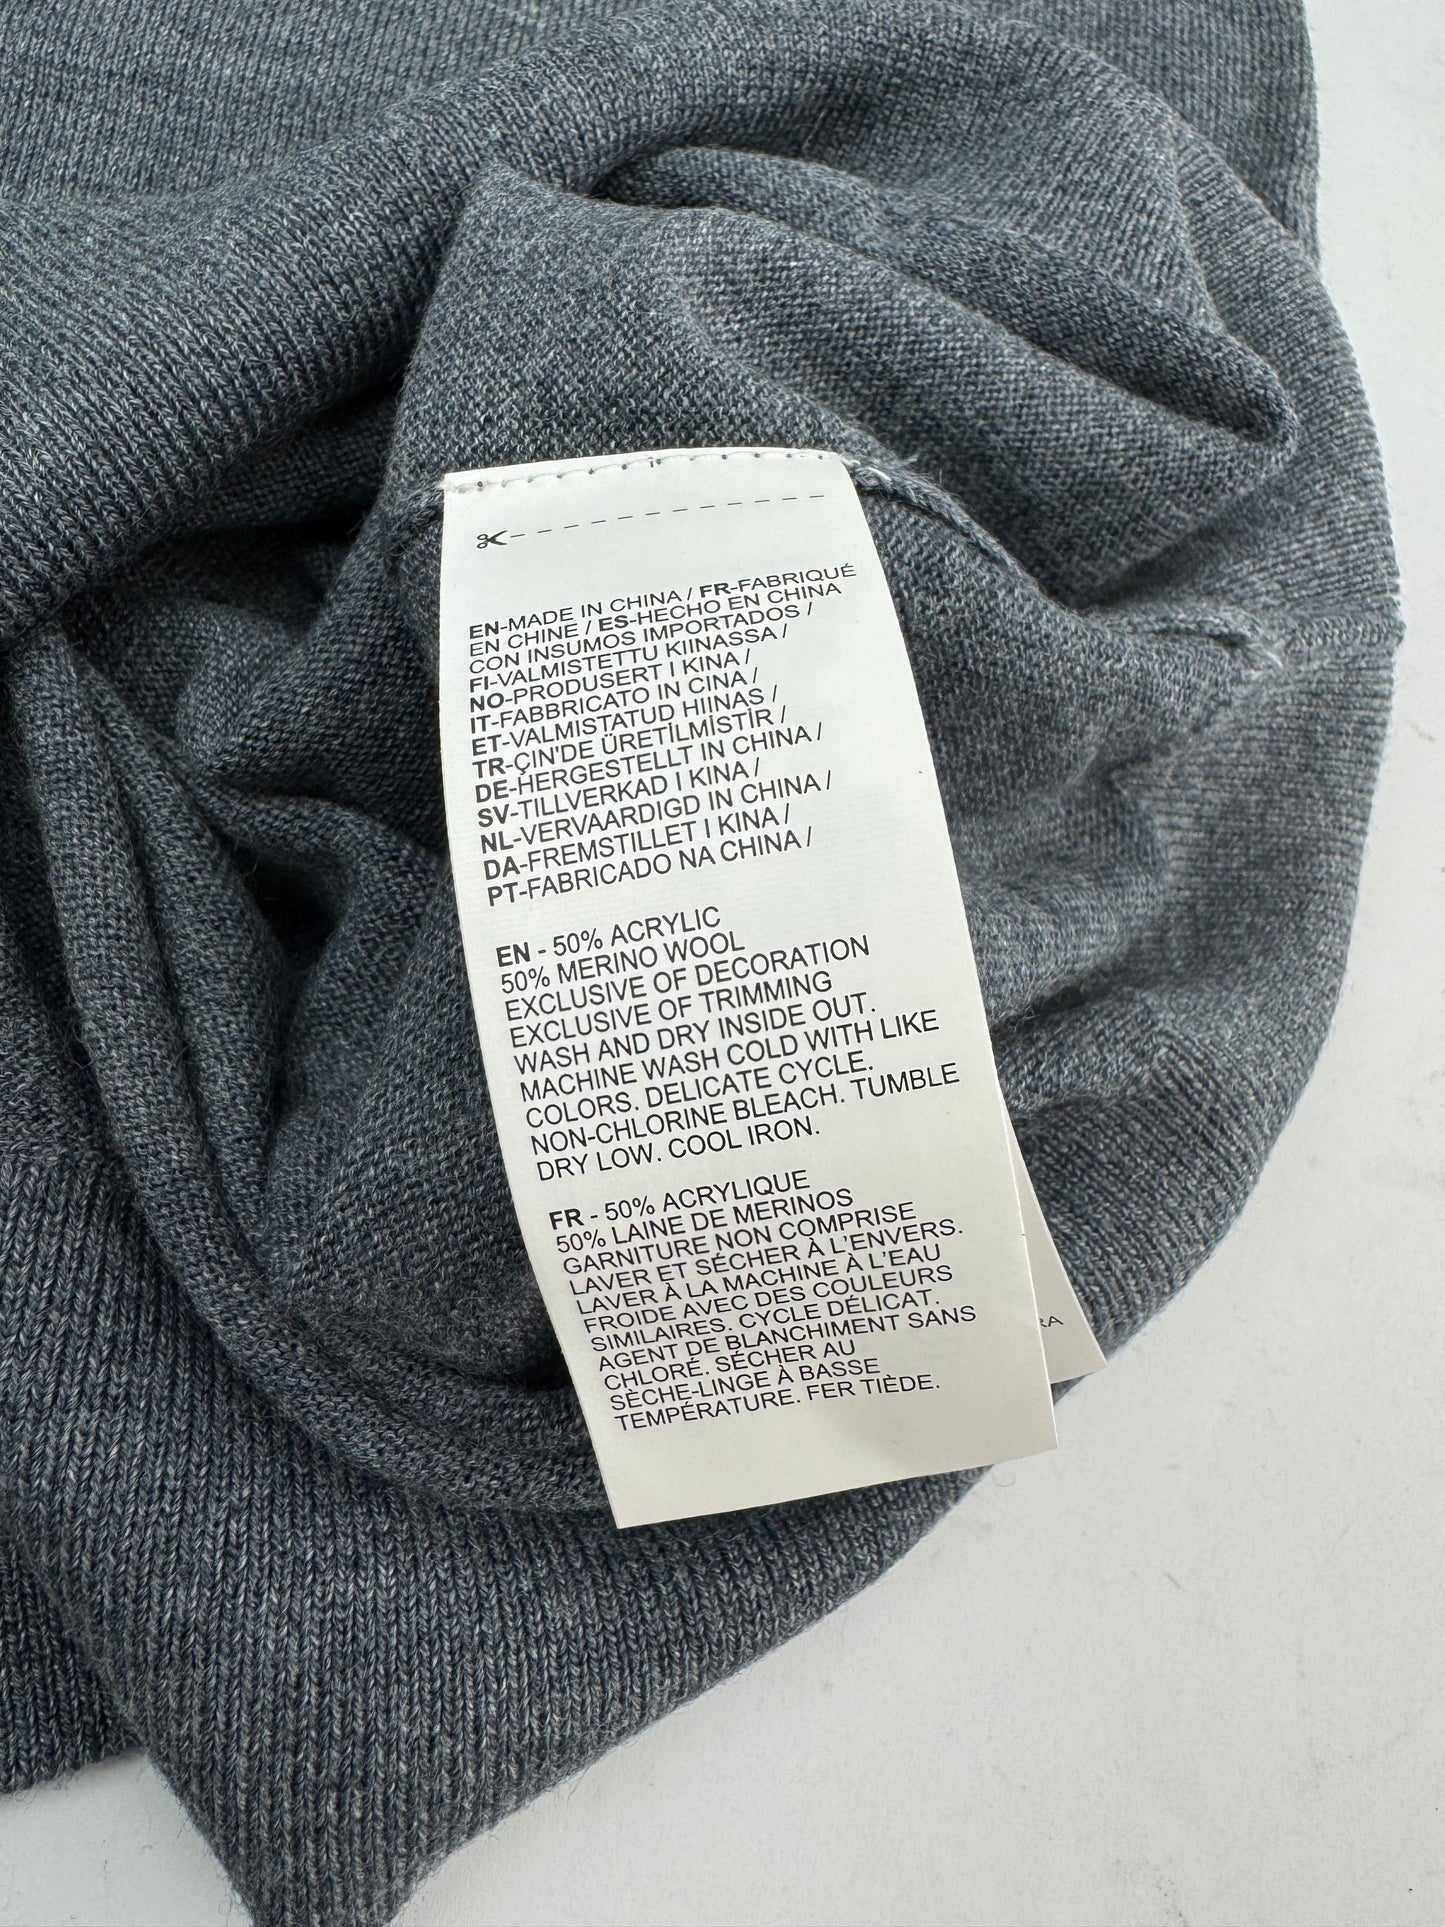 EN-MADE IN CHINA / FR-FABRIQUÉ
EN CHINE / ES-HECHO EN CHINA
CON INSUMOS IMPORTADOS /
FI-VALMISTETTU KIINASSA /
NO-PRODUSERT I KINA /
IT-FABBRICATO IN CINA /
ET-VALMISTATUD HIINAS /
TR-ÇİN'DE ÜRETİLMİSTİR /
DE-HERGESTELLT IN CHINA /
SV-TILLVERKAD I KINA /
NL-VERVAARDIGD IN CHINA /
DA-FREMSTILLET I KINA /
PT-FABRICADO NA CHINA /
EN - 50% ACRYLIC
50% MERINO WOOL
EXCLUSIVE OF DECORATION
EXCLUSIVE OF TRIMMING
WASH AND DRY INSIDE OUT.
MACHINE WASH COLD WITH LIKE
COLORS. DELICATE CYCLE.
NON-CHLORINE BLEACH. TUMBLE
DRY LOW. COOL IRON.
FR - 50% ACRYLIQUE
50% LAINE DE MERINOS
GARNITURE NON COMPRISE
LAVER ET SÉCHER À L'ENVERS.
LAVER À LA MACHINE À L'EAU
FROIDE AVEC DES COULEURS
SIMILAIRES. CYCLE DÉLICAT.
AGENT DE BLANCHIMENT SANS
CHLORÉ. SÉCHER AU
SÈCHE-LINGE À BASSE
TEMPÉRATURE. FER TIÈDE.